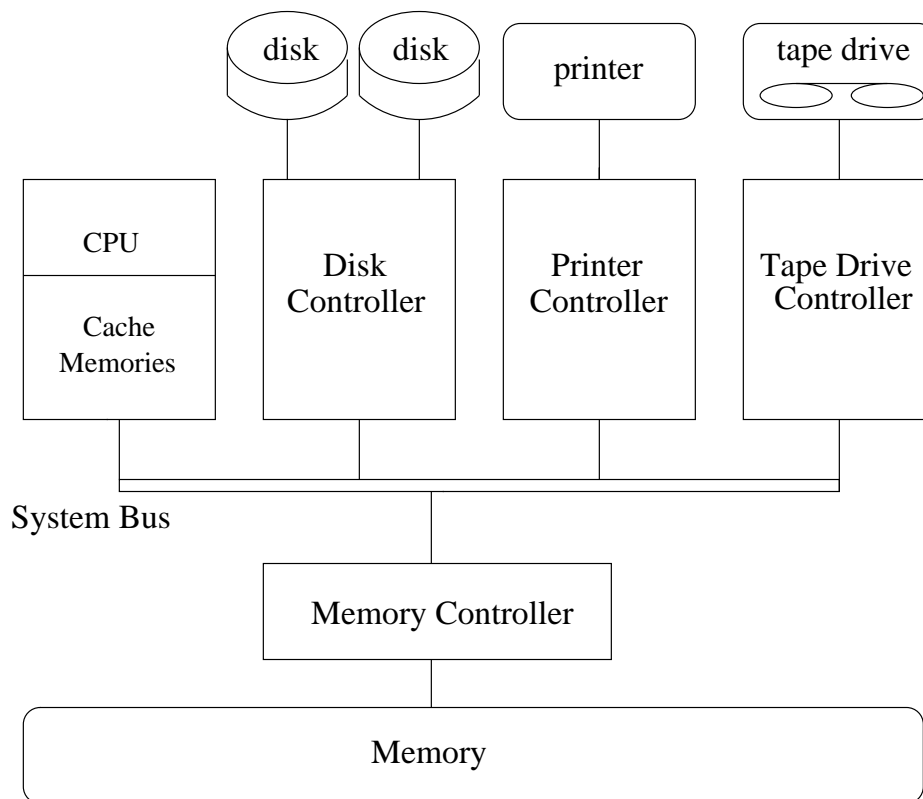 disk
disk
printer
tape drive
CPU
Cache
Memories
Disk
Controller
Printer
Controller
Tape Drive
Controller
System Bus
Memory Controller
Memory